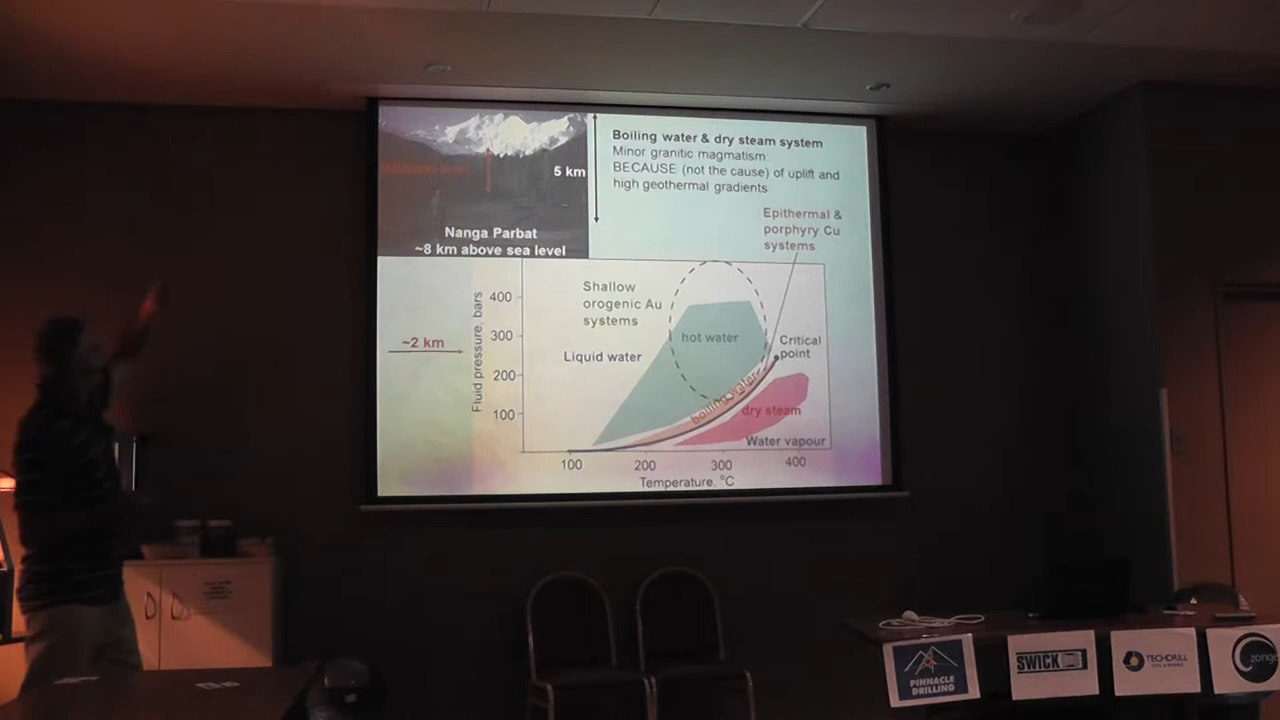 Boiling water & dry steam system
Minor granitic magmatism:
BECAUSE (not the cause) of uplift and
high geothermal gradients
5 km
Nanga Parbat
~8 km above sea level
Epithermal &
porphyry Cu
systems
Shallow
orogenic Au
systems
Liquid water
hot water
Critical
point
boiling water
dry steam
Water vapour
~2 km
Fluid pressure, bars
400
300
200
100
100
200
300
400
Temperature, °C
PINNACLE
DRILLING
SWICK
TECHDRILL
zonge